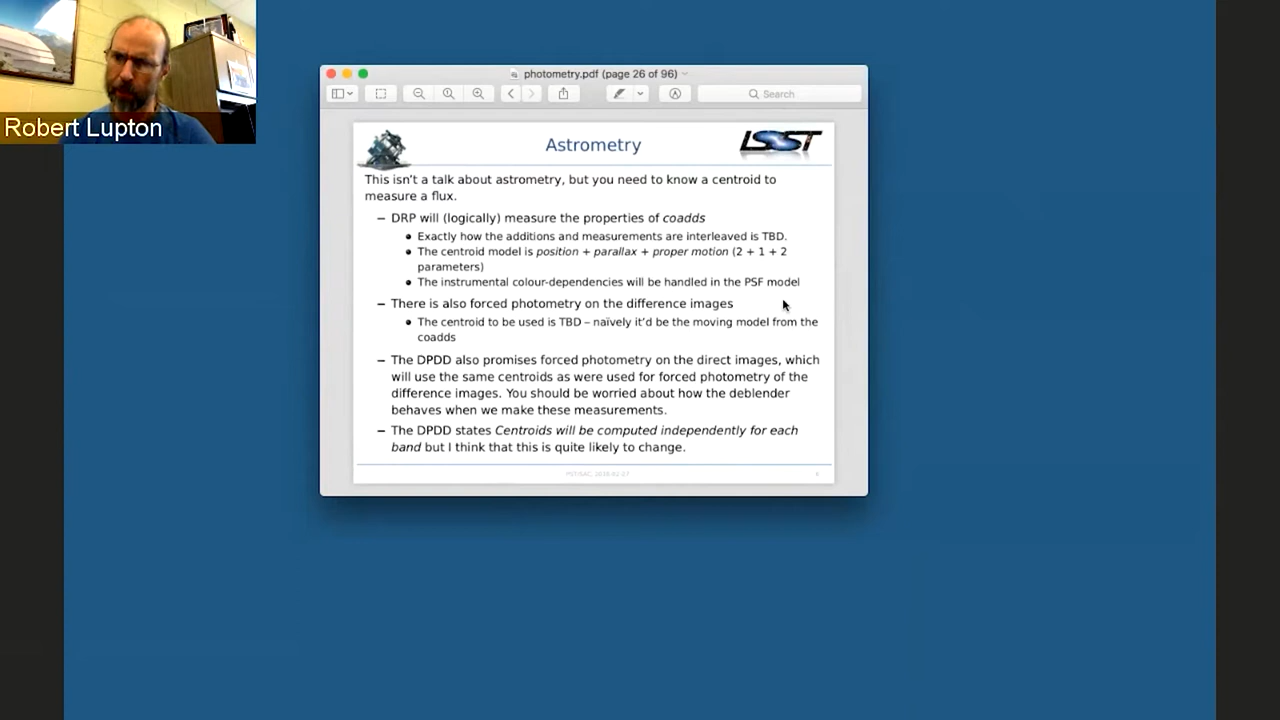 Robert Lupton
photometry.pdf (page 26 of 96)
Search
Astrometry
LSST
This isn't a talk about astrometry, but you need to know a centroid to
measure a flux.
– DRP will (logically) measure the properties of coadds
• Exactly how the additions and measurements are interleaved is TBD.
• The centroid model is position + parallax + proper motion (2 + 1 + 2
parameters)
• The instrumental colour-dependencies will be handled in the PSF model
– There is also forced photometry on the difference images
• The centroid to be used is TBD – naïvely it'd be the moving model from the
coadds
– The DPDD also promises forced photometry on the direct images, which
will use the same centroids as were used for forced photometry of the
difference images. You should be worried about how the deblender
behaves when we make these measurements.
– The DPDD states Centroids will be computed independently for each
band but I think that this is quite likely to change.